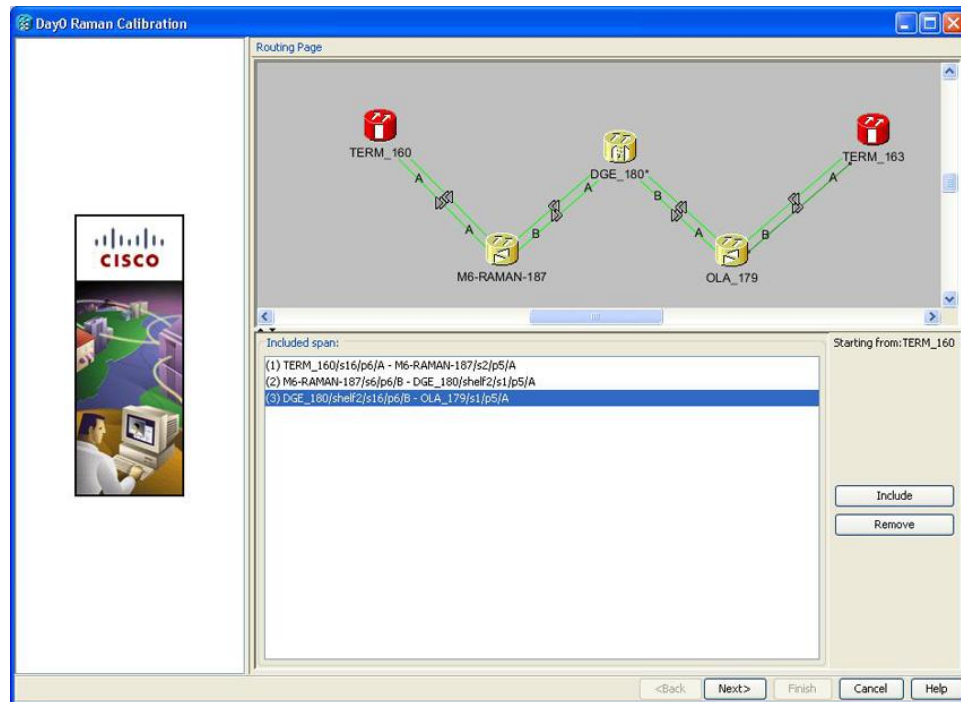 Day0 Raman Calibration
Routing Page
TERM_160
DGE_180*
TERM_163
A
A
A
B
B
A
A
B
M6-RAMAN-187
OLA_179
CISCO
Included span:
Starting from:TERM_160
(1) TERM_160/s16/p6/A - M6-RAMAN-187/s2/p5/A
(2) M6-RAMAN-187/s6/p6/B - DGE_180/shelf2/s1/p5/A
(3) DGE_180/shelf2/s16/p6/B - OLA_179/s1/p5/A
Include
Remove
<Back
Next>
Finish
Cancel
Help